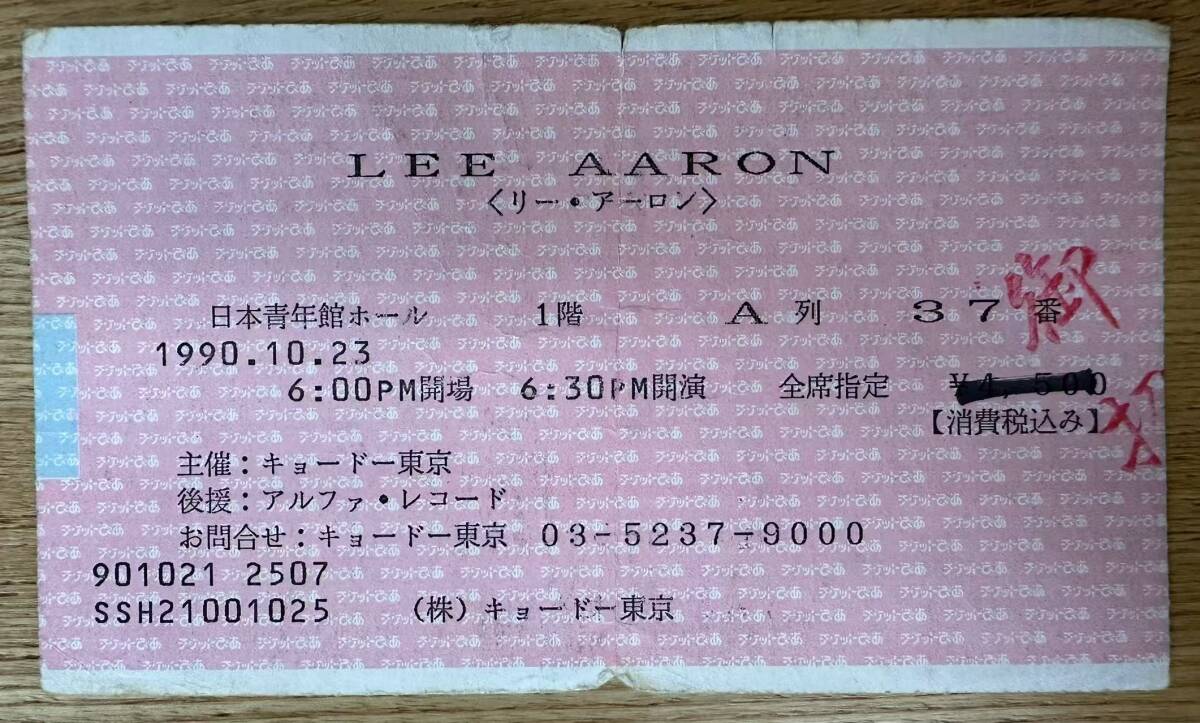 LEE AARON
〈リー・アーロン〉
日本青年館ホール 1階 A列 37番
1990.10.23
6:00PM開場 6:30PM開演 全席指定 ¥4,500
【消費税込み】
主催：キョードー東京
後援：アルファ・レコード
お問合せ：キョードー東京 03-5237-9000
901021 2507
SSH21001025 (株)キョードー東京